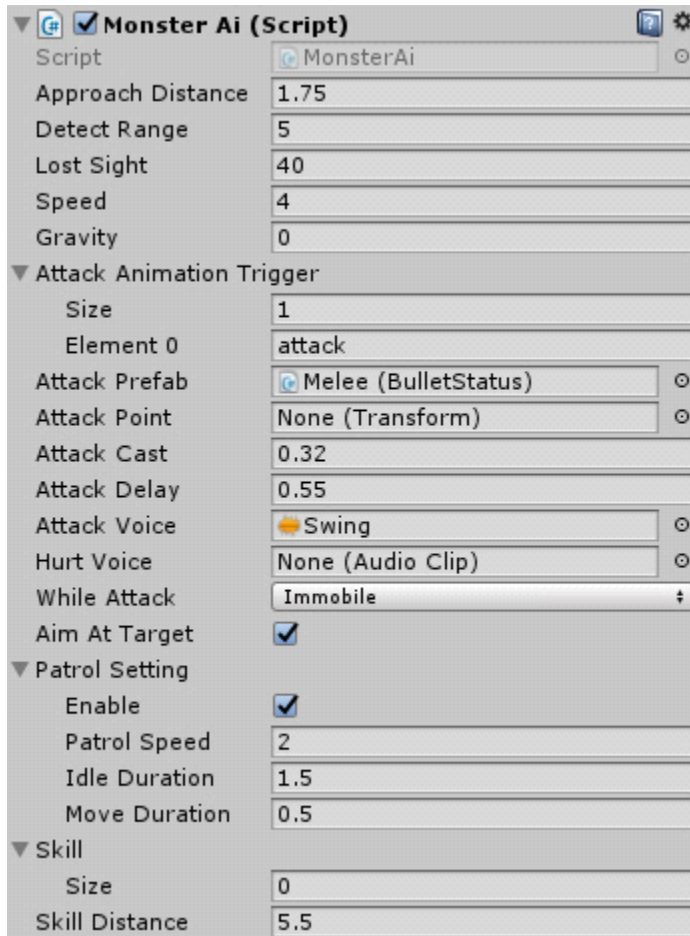 Monster Ai (Script)
Script MonsterAi
Approach Distance 1.75
Detect Range 5
Lost Sight 40
Speed 4
Gravity 0
Attack Animation Trigger
Size 1
Element 0 attack
Attack Prefab Melee (BulletStatus)
Attack Point None (Transform)
Attack Cast 0.32
Attack Delay 0.55
Attack Voice Swing
Hurt Voice None (Audio Clip)
While Attack Immobile
Aim At Target
Patrol Setting
Enable
Patrol Speed 2
Idle Duration 1.5
Move Duration 0.5
Skill
Size 0
Skill Distance 5.5